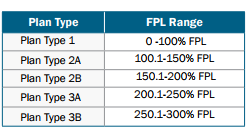 Plan Type FPL Range
Plan Type 1 0 -100% FPL
Plan Type 2A 100.1-150% FPL
Plan Type 2B 150.1-200% FPL
Plan Type 3A 200.1-250% FPL
Plan Type 3B 250.1-300% FPL